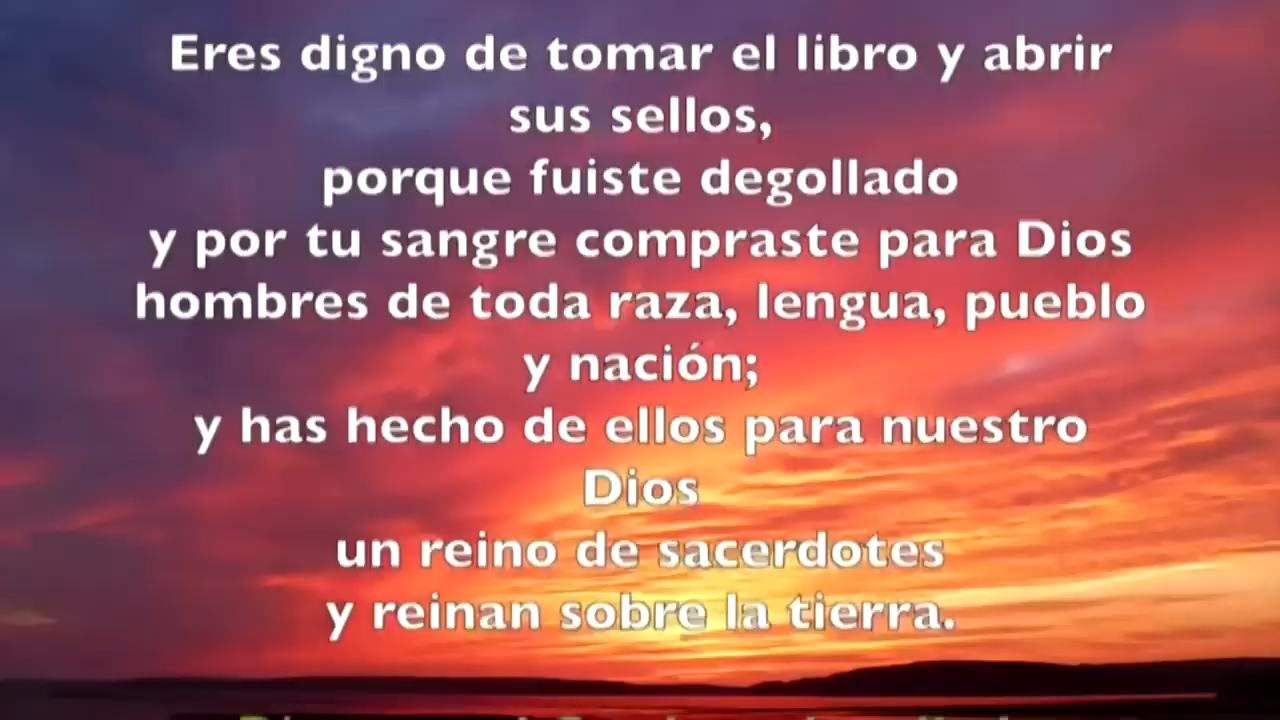 Eres digno de tomar el libro y abrir
sus sellos,
porque fuiste degollado
y por tu sangre compraste para Dios
hombres de toda raza, lengua, pueblo
y nación;
y has hecho de ellos para nuestro
Dios
un reino de sacerdotes
y reinan sobre la tierra.